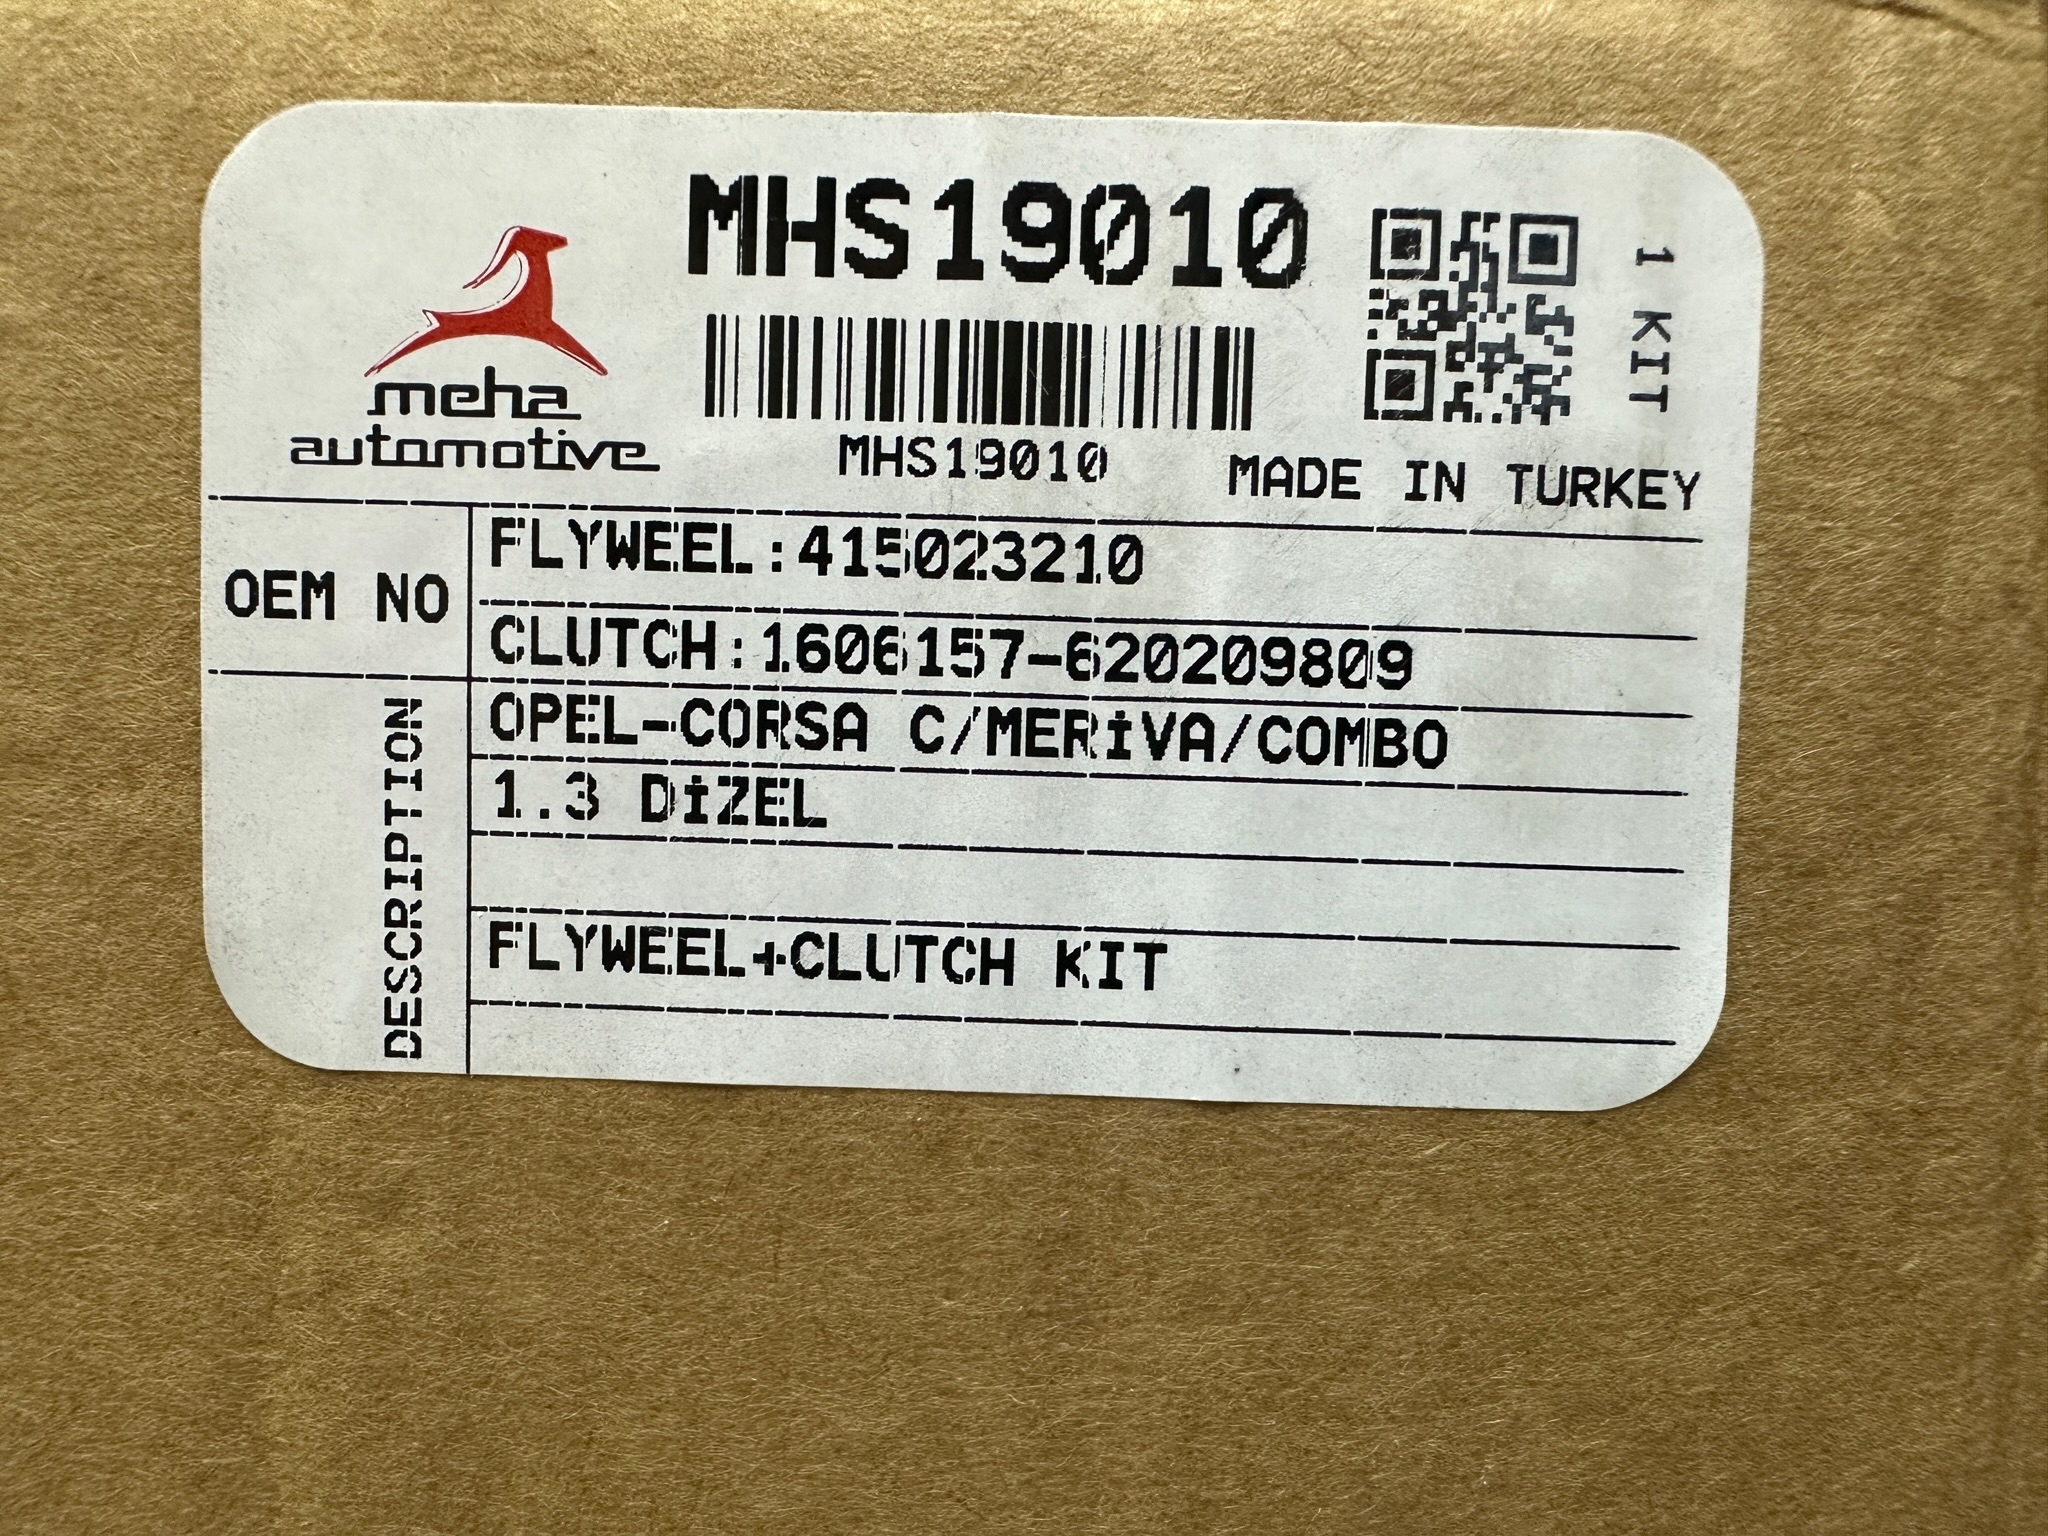 MHS19010
1 KIT
meha
automotive
MHS19010
MADE IN TURKEY
OEM NO
FLYWEEL:415023210
CLUTCH:1606157-620209809
DESCRIPTION
OPEL-CORSA C/MERİVA/COMBO
1.3 DİZEL
FLYWEEL+CLUTCH KIT